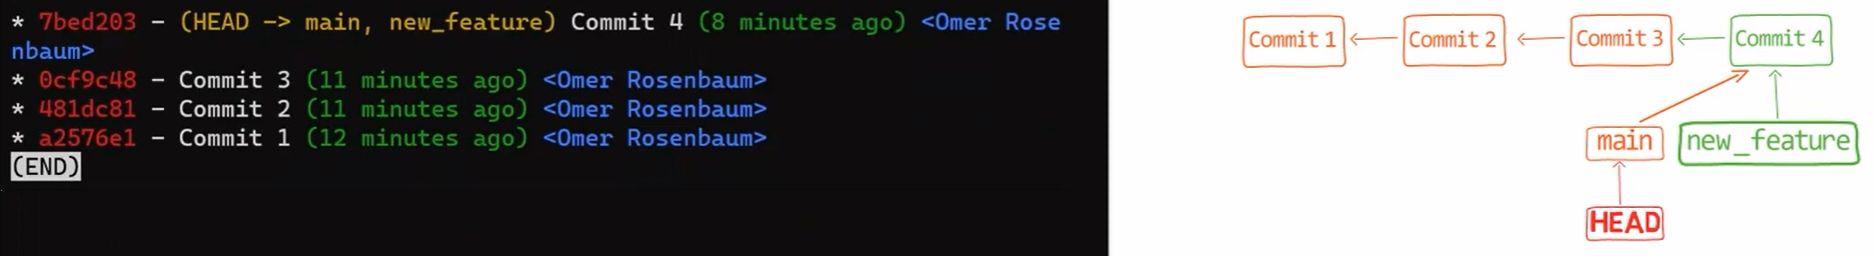 * 7bed203 - (HEAD -> main, new_feature) Commit 4 (8 minutes ago) <Omer Rose
nbaum>
* 0cf9c48 - Commit 3 (11 minutes ago) <Omer Rosenbaum>
* 481dc81 - Commit 2 (11 minutes ago) <Omer Rosenbaum>
* a2576e1 - Commit 1 (12 minutes ago) <Omer Rosenbaum>
(END)
Commit 1
Commit 2
Commit 3
Commit 4
main
new_feature
HEAD